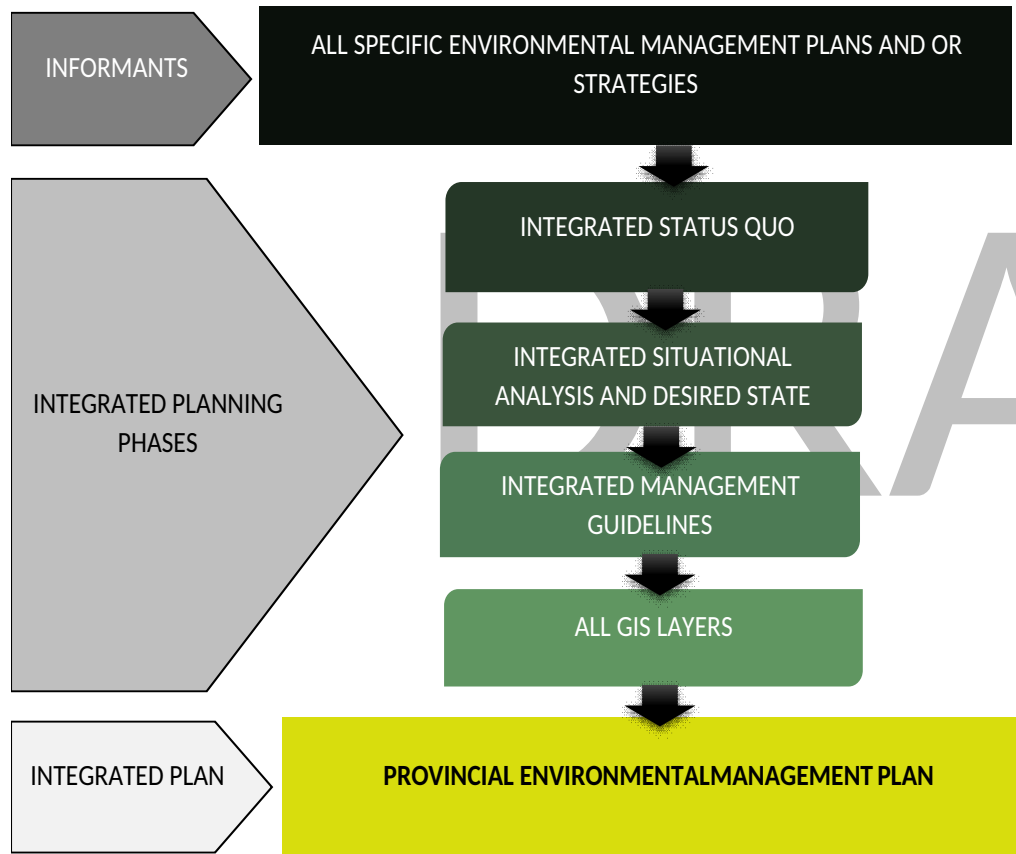 INFORMANTS
ALL SPECIFIC ENVIRONMENTAL MANAGEMENT PLANS AND OR
STRATEGIES
INTEGRATED STATUS QUO
INTEGRATED SITUATIONAL
ANALYSIS AND DESIRED STATE
INTEGRATED PLANNING
PHASES
INTEGRATED MANAGEMENT
GUIDELINES
ALL GIS LAYERS
INTEGRATED PLAN
PROVINCIAL ENVIRONMENTALMANAGEMENT PLAN
DRA